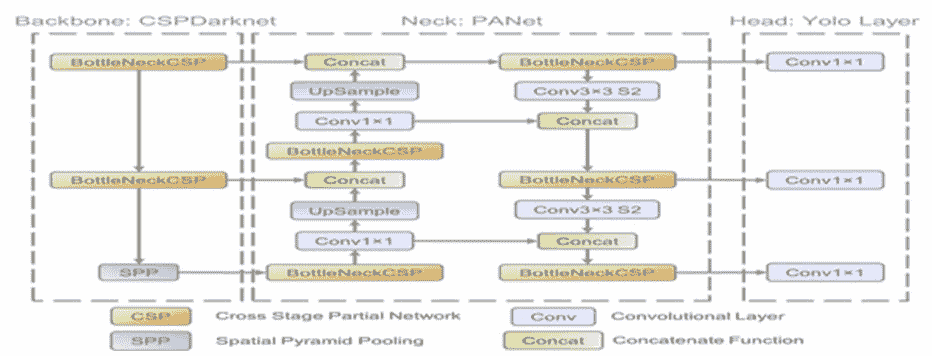 Backbone: CSPDarknet Neck: PANet Head: Yolo Layer
BottleNeckCSP Concat BottleNeckCSP Conv1×1
UpSample Conv3×3 S2
Conv1×1 Concat
BottleNeckCSP
BottleNeckCSP Concat BottleNeckCSP Conv1×1
UpSample Conv3×3 S2
Conv1×1 Concat
SPP BottleNeckCSP BottleNeckCSP Conv1×1
CSP Cross Stage Partial Network Conv Convolutional Layer
SPP Spatial Pyramid Pooling Concat Concatenate Function